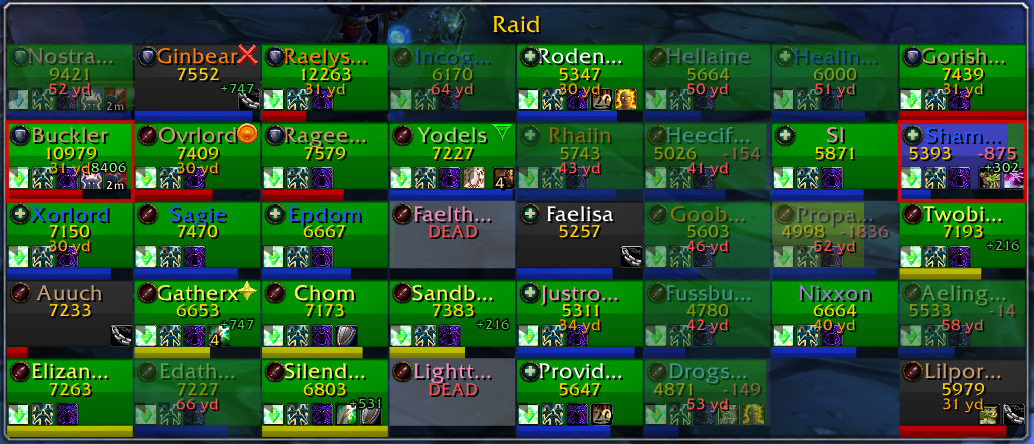 Raid
Nostra...
9421
52 yd
2m
Ginbear
7552
+747
Raelys...
12263
31 yd
Incog...
6170
64 yd
Roden...
5347
30 yd
20
Hellaine
5664
50 yd
Healin...
6000
51 yd
Gorish...
7439
31 yd
Buckler
10979
31 yd
8406
2m
Ovrlord
7409
30 yd
Ragee...
7579
Yodels
7227
4
Rhaiin
5743
43 yd
Heecif...
5026 -154
41 yd
SI
5871
Sham...
5393 -875
+302
Xorlord
7150
30 yd
Sagie
7470
Epdom
6667
Faelth...
DEAD
Faelisa
5257
Goob...
5603
46 yd
Propa...
4998 -1836
52 yd
Twobi...
7193
+216
Auuch
7233
Gatherx
6653
+747
4
Chom
7173
Sandb...
7383
+216
Justro...
5311
34 yd
Fussbu...
4780
42 yd
Nixxon
6664
40 yd
Aeling...
5533 -14
58 yd
Elizan...
7263
Edath...
7227
66 yd
Silend...
6803
+531
Lightt...
DEAD
Provid...
5647
20
Drogs...
4871 -149
53 yd
Lilpor...
5979
31 yd